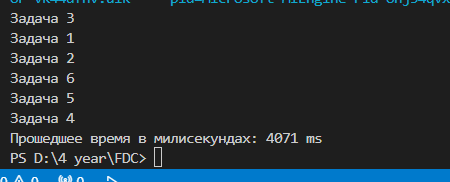 Задача 3
Задача 1
Задача 2
Задача 6
Задача 5
Задача 4
Прошедшее время в милисекундах: 4071 ms
PS D:\4 year\FDC>